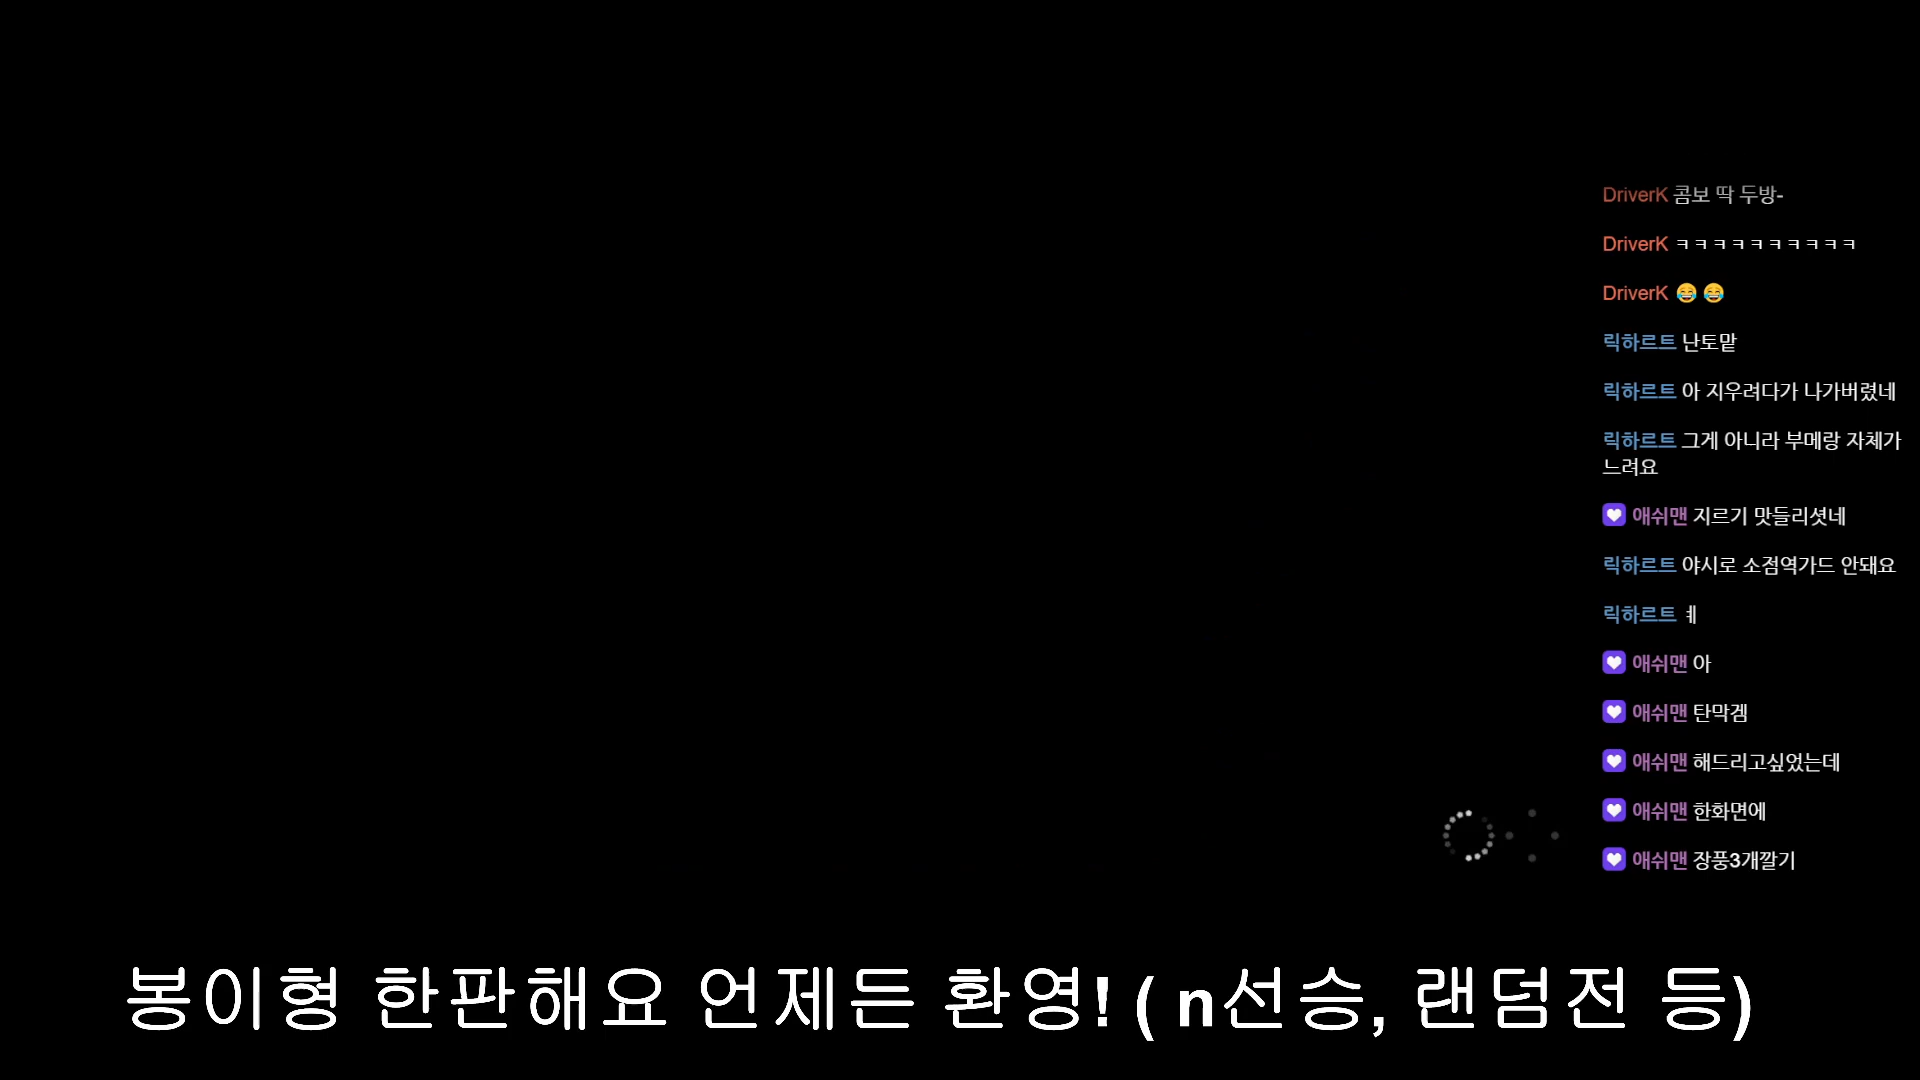 DriverK 콤보 딱 두방-
DriverK ㅋㅋㅋㅋㅋㅋㅋㅋㅋㅋ
DriverK 😂 😂
릭하르트 난토맡
릭하르트 아 지우려다가 나가버렸네
릭하르트 그게 아니라 부메랑 자체가
느려요
애쉬맨 지르기 맛들리셧네
릭하르트 야시로 소점역가드 안돼요
릭하르트 ㅖ
애쉬맨 아
애쉬맨 탄막겜
애쉬맨 해드리고싶었는데
애쉬맨 한화면에
애쉬맨 장풍3개깔기
봉이형 한판해요 언제든 환영! ( n선승, 랜덤전 등)